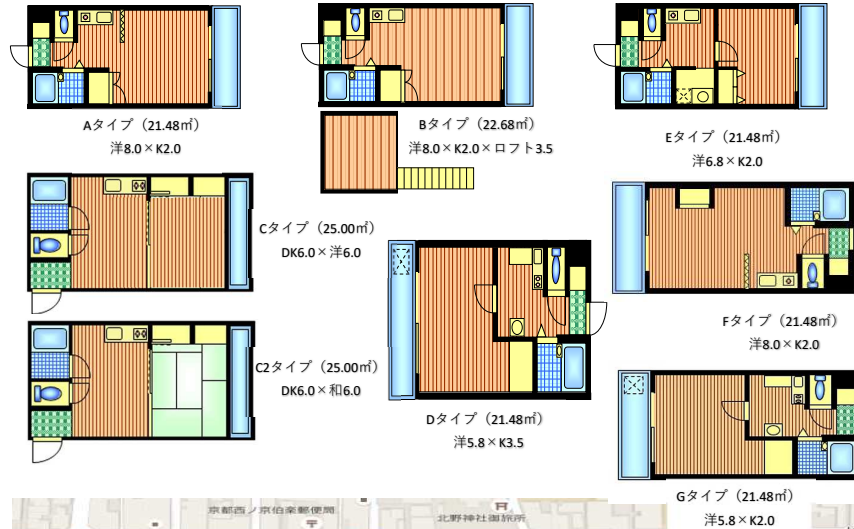 Aタイプ（21.48㎡）
洋8.0×K2.0
Bタイプ（22.68㎡）
洋8.0×K2.0×ロフト3.5
Eタイプ（21.48㎡）
洋6.8×K2.0
Cタイプ（25.00㎡）
DK6.0×洋6.0
Fタイプ（21.48㎡）
洋8.0×K2.0
C2タイプ（25.00㎡）
DK6.0×和6.0
Dタイプ（21.48㎡）
洋5.8×K3.5
Gタイプ（21.48㎡）
洋5.8×K2.0
京都西ノ京伯楽郵便局
北野神社御旅所